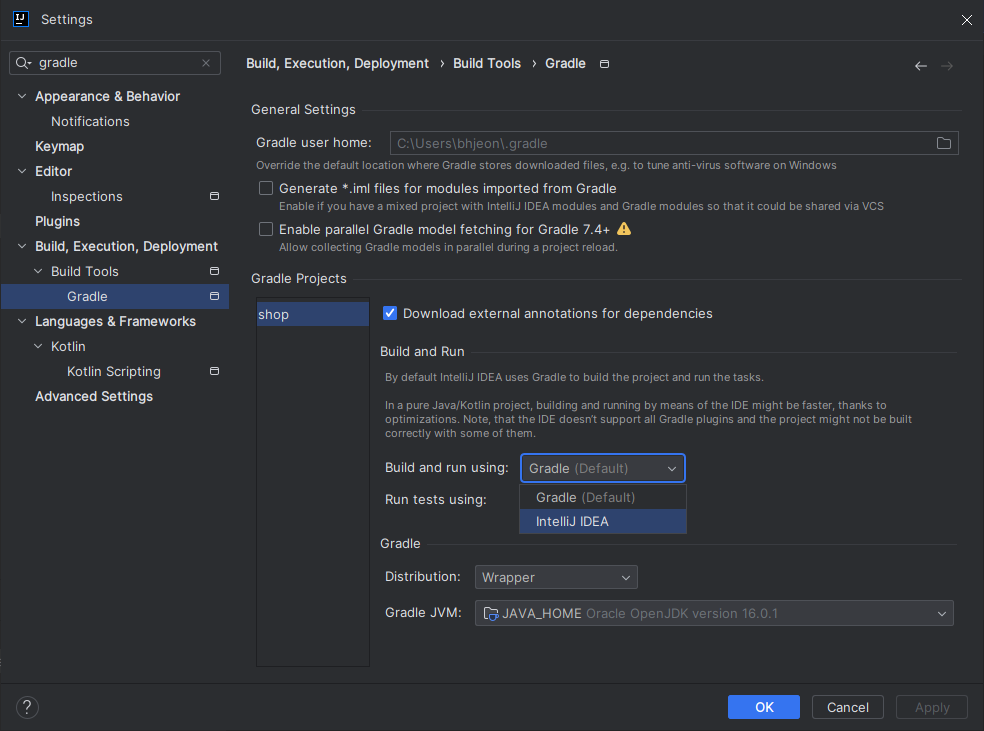 Settings
gradle
Appearance & Behavior
Notifications
Keymap
Editor
Inspections
Plugins
Build, Execution, Deployment
Build Tools
Gradle
Languages & Frameworks
Kotlin
Kotlin Scripting
Advanced Settings
Build, Execution, Deployment › Build Tools › Gradle
General Settings
Gradle user home: C:\Users\bhjeon\.gradle
Override the default location where Gradle stores downloaded files, e.g. to tune anti-virus software on Windows
Generate *.iml files for modules imported from Gradle
Enable if you have a mixed project with IntelliJ IDEA modules and Gradle modules so that it could be shared via VCS
Enable parallel Gradle model fetching for Gradle 7.4+
Allow collecting Gradle models in parallel during a project reload.
Gradle Projects
shop
Download external annotations for dependencies
Build and Run
By default IntelliJ IDEA uses Gradle to build the project and run the tasks.
In a pure Java/Kotlin project, building and running by means of the IDE might be faster, thanks to
optimizations. Note, that the IDE doesn't support all Gradle plugins and the project might not be built
correctly with some of them.
Build and run using: Gradle (Default)
Gradle (Default)
Run tests using:
IntelliJ IDEA
Gradle
Distribution: Wrapper
Gradle JVM: JAVA_HOME Oracle OpenJDK version 16.0.1
?
OK
Cancel
Apply